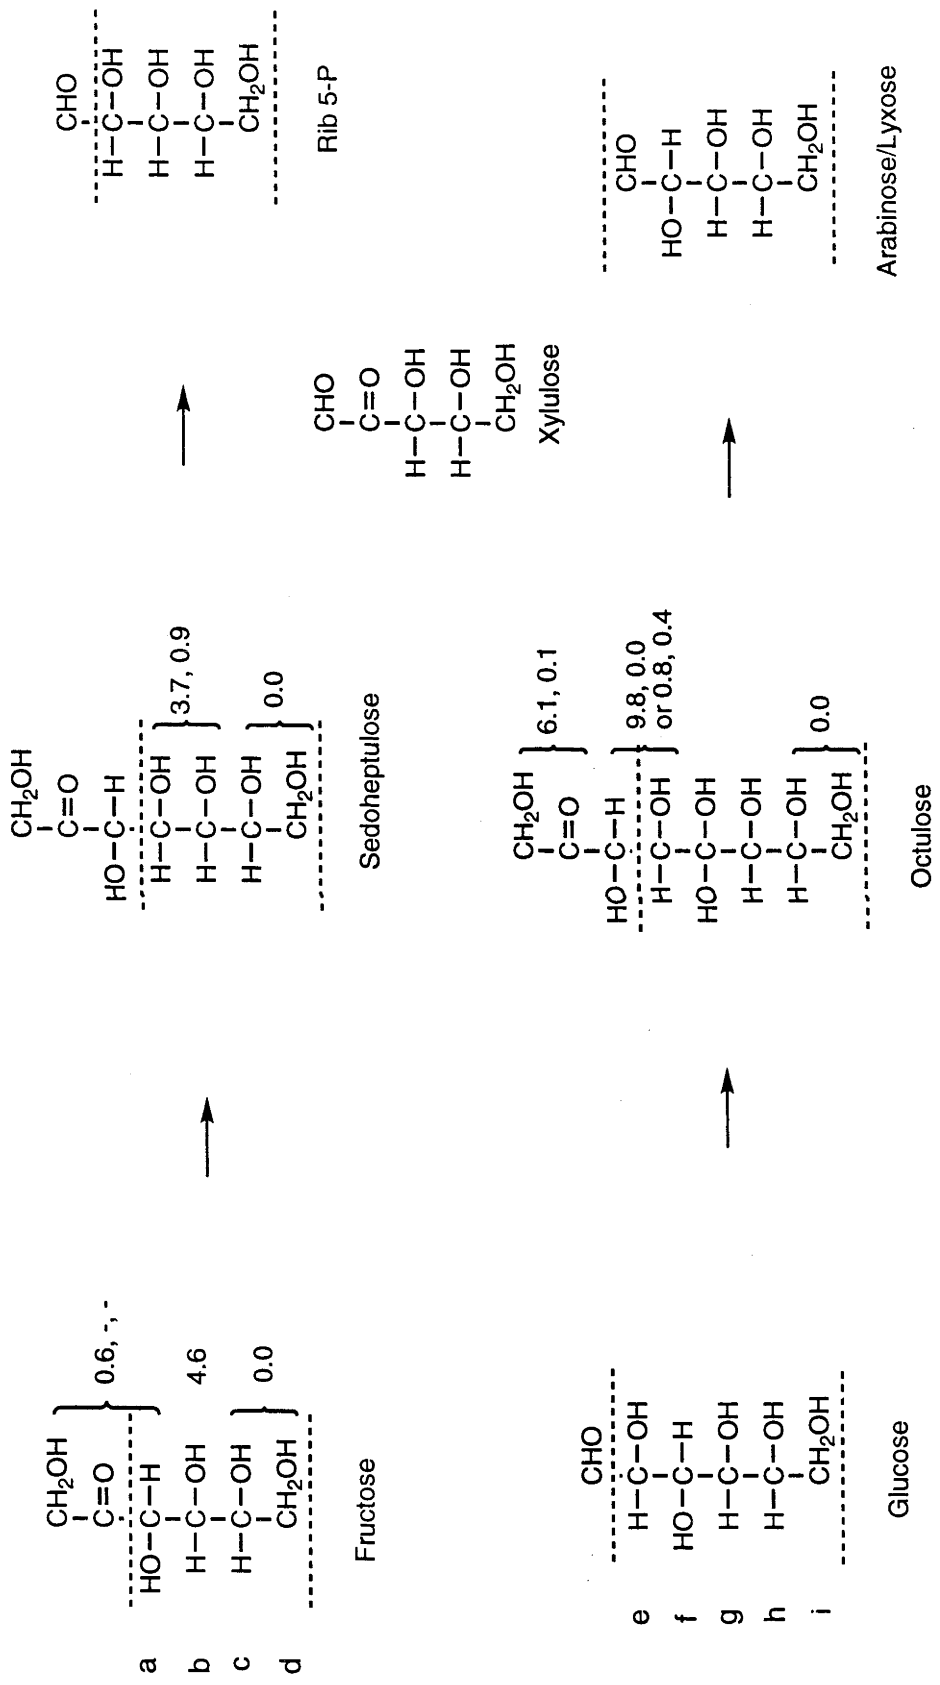 CH₂OH
C=O
a HO–C–H
b H–C–OH
c H–C–OH
d CH₂OH
0.6, -, -
4.6
0.0
Fructose
CH₂OH
C=O
HO–C–H
H–C–OH
H–C–OH
H–C–OH
CH₂OH
3.7, 0.9
0.0
Sedoheptulose
CHO
H–C–OH
H–C–OH
H–C–OH
CH₂OH
Rib 5-P
CHO
C=O
H–C–OH
H–C–OH
CH₂OH
Xylulose
CHO
e H–C–OH
f HO–C–H
g H–C–OH
h H–C–OH
i CH₂OH
Glucose
CH₂OH
C=O
HO–C–H
H–C–OH
HO–C–OH
H–C–OH
H–C–OH
CH₂OH
6.1, 0.1
9.8, 0.0
or 0.8, 0.4
0.0
Octulose
CHO
HO–C–H
H–C–OH
H–C–OH
CH₂OH
Arabinose/Lyxose